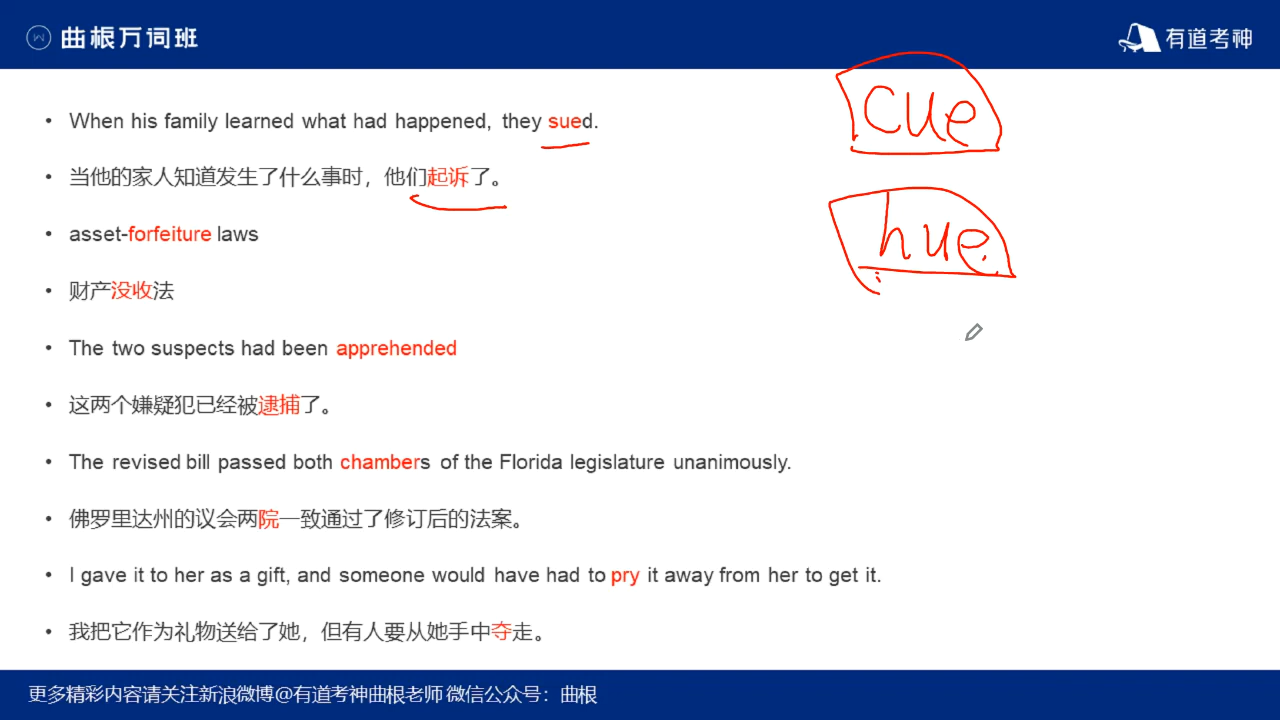 曲根万词班
有道考神
cue
When his family learned what had happened, they sued.
当他的家人知道发生了什么事时，他们起诉了。
hue
asset-forfeiture laws
财产没收法
The two suspects had been apprehended
这两个嫌疑犯已经被逮捕了。
The revised bill passed both chambers of the Florida legislature unanimously.
佛罗里达州的议会两院一致通过了修订后的法案。
I gave it to her as a gift, and someone would have had to pry it away from her to get it.
我把它作为礼物送给了她，但有人要从她手中夺走。
更多精彩内容请关注新浪微博@有道考神曲根老师 微信公众号：曲根